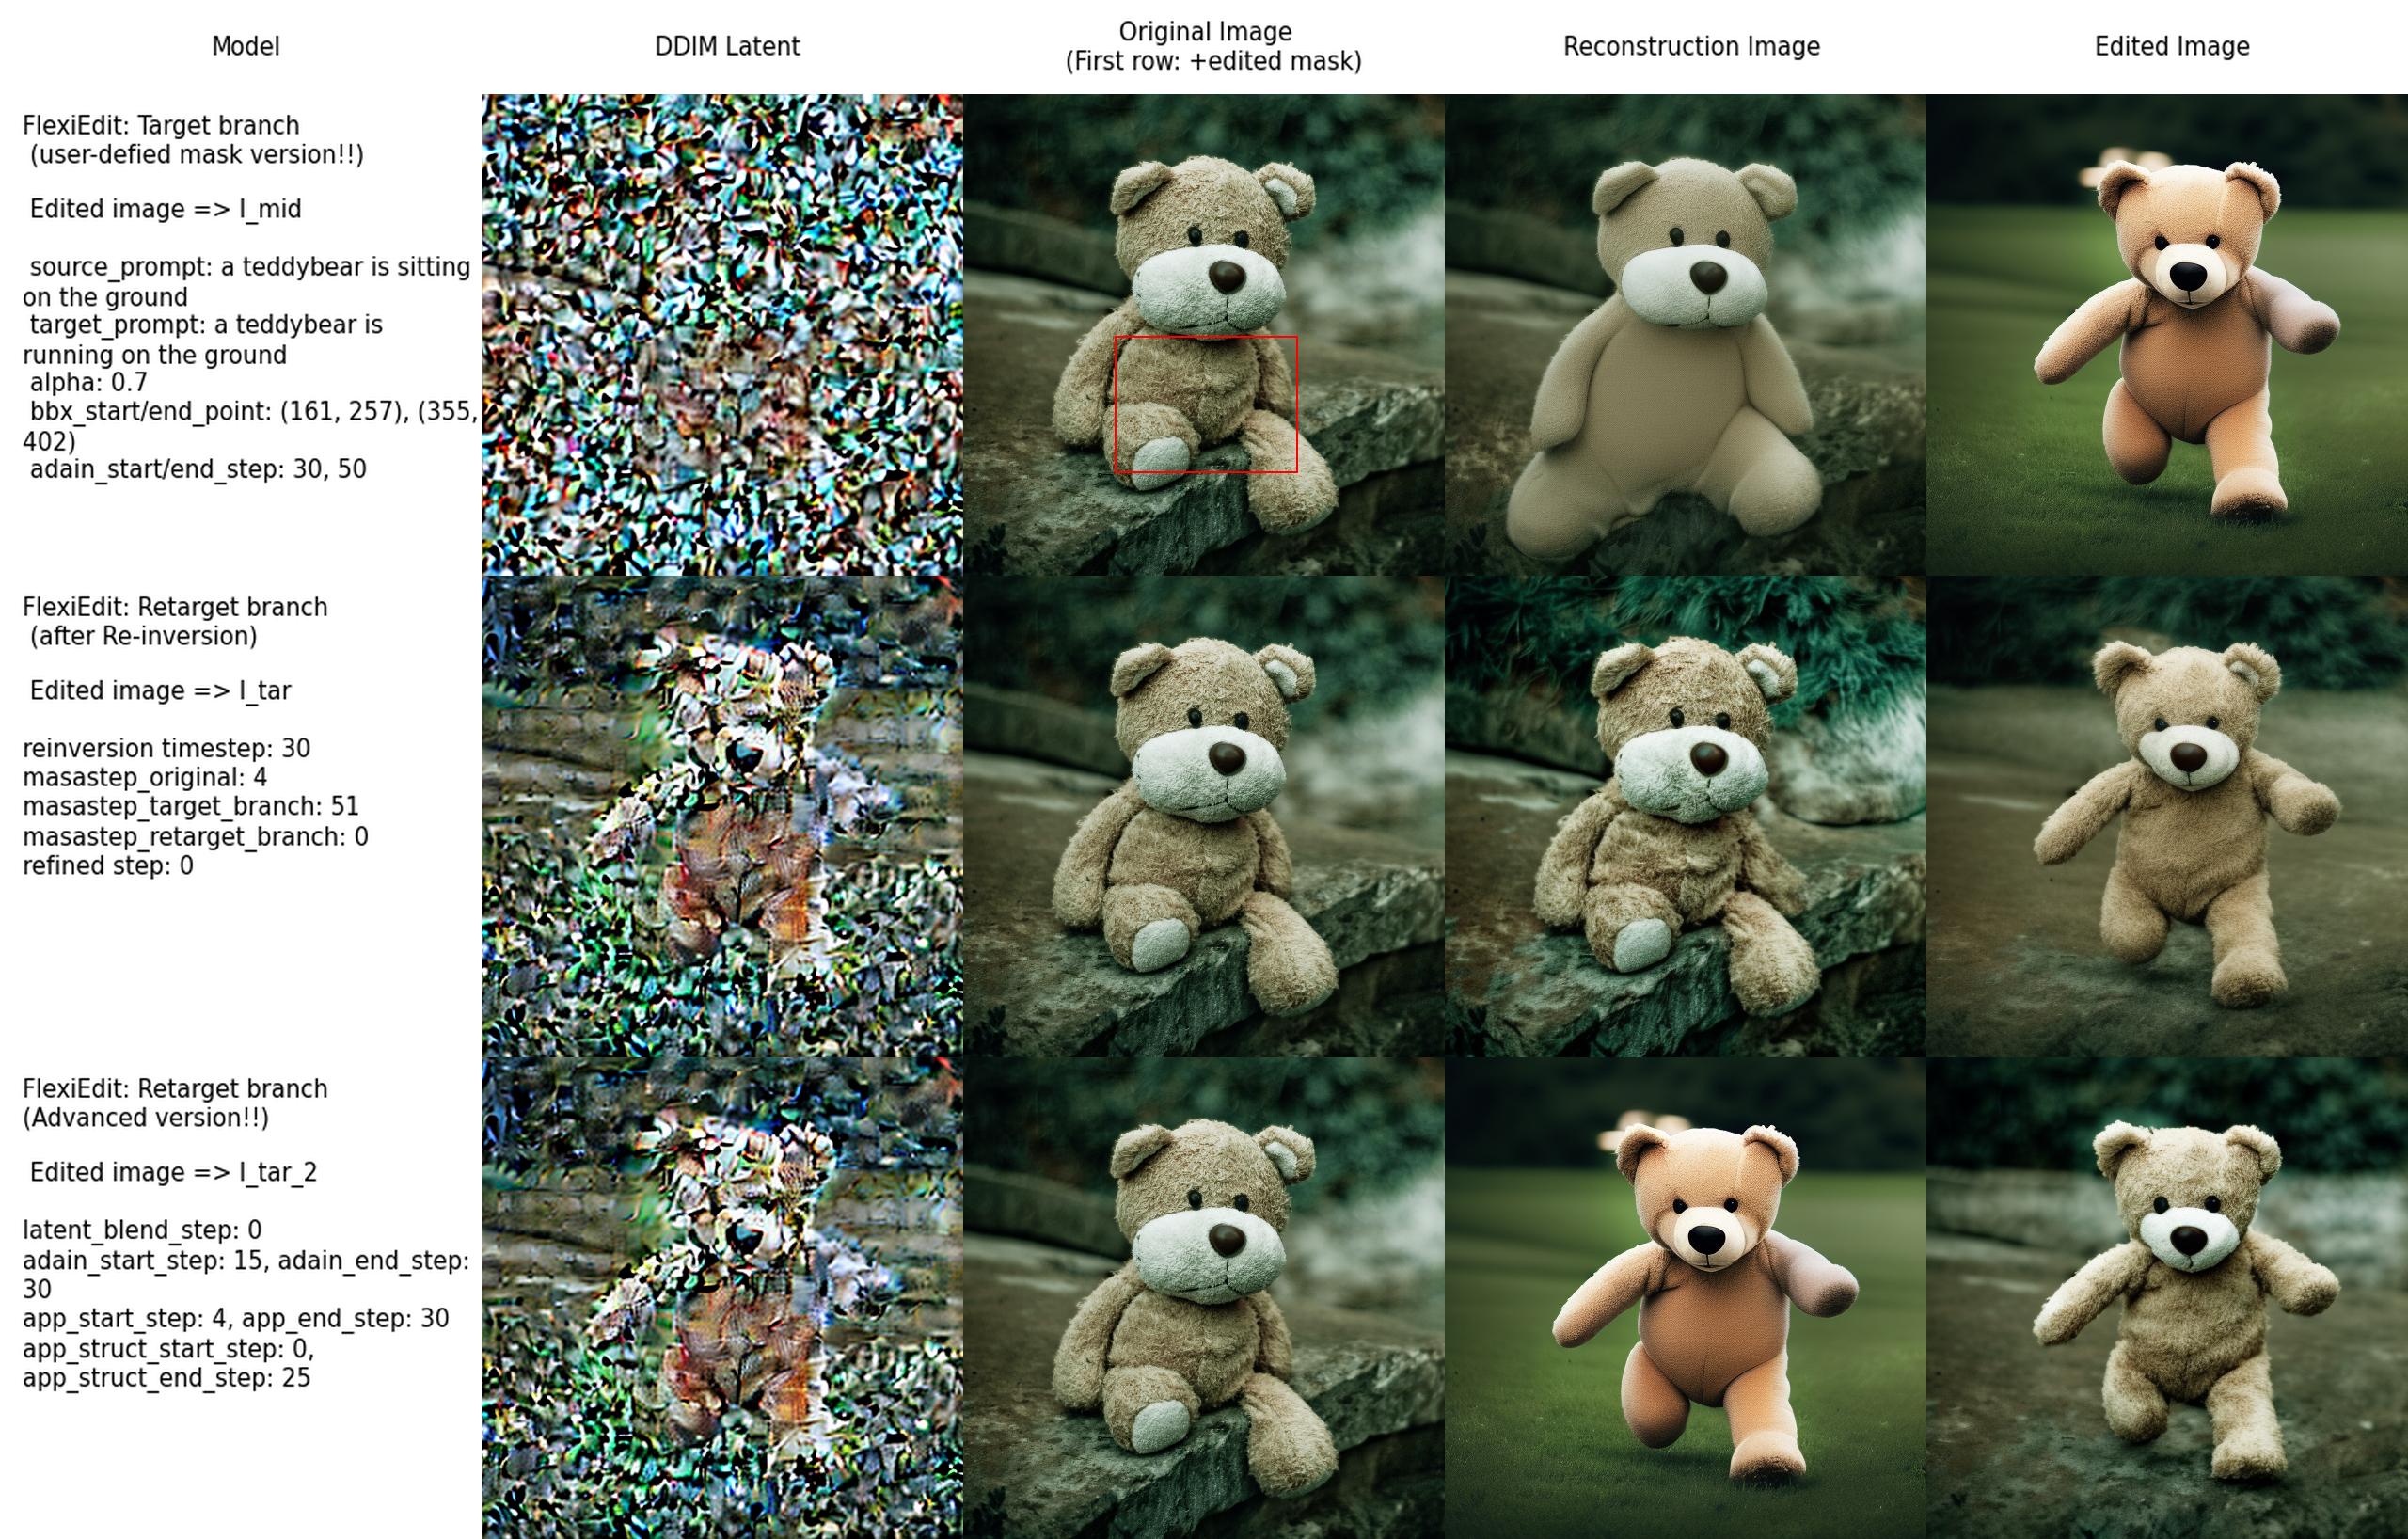 Model
DDIM Latent
Original Image
(First row: +edited mask)
Reconstruction Image
Edited Image
FlexiEdit: Target branch
(user-defied mask version!!)
Edited image => I_mid
source_prompt: a teddybear is sitting
on the ground
target_prompt: a teddybear is
running on the ground
alpha: 0.7
bbx_start/end_point: (161, 257), (355,
402)
adain_start/end_step: 30, 50
FlexiEdit: Retarget branch
(after Re-inversion)
Edited image => I_tar
reinversion timestep: 30
masastep_original: 4
masastep_target_branch: 51
masastep_retarget_branch: 0
refined step: 0
FlexiEdit: Retarget branch
(Advanced version!!)
Edited image => I_tar_2
latent_blend_step: 0
adain_start_step: 15, adain_end_step:
30
app_start_step: 4, app_end_step: 30
app_struct_start_step: 0,
app_struct_end_step: 25